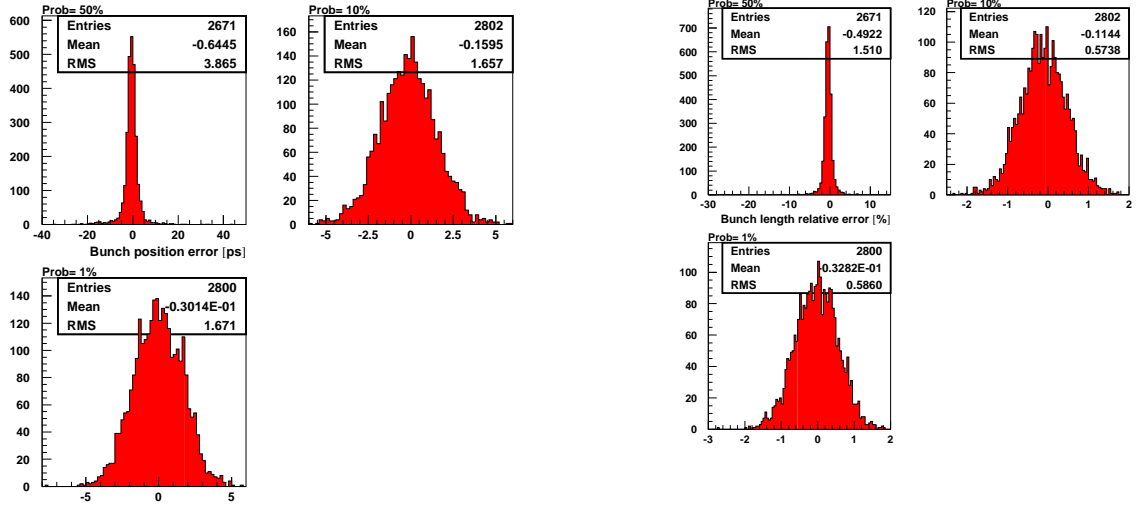 Prob= 50%
Entries 2671
Mean -0.6445
RMS 3.865
600
500
400
300
200
100
0
-40 -20 0 20 40
Bunch position error [ps]
Prob= 10%
Entries 2802
Mean -0.1595
RMS 1.657
160
140
120
100
80
60
40
20
0
-5 -2.5 0 2.5 5
Prob= 1%
Entries 2800
Mean -0.3014E-01
RMS 1.671
140
120
100
80
60
40
20
0
-5 0 5
Prob= 50%
Entries 2671
Mean -0.4922
RMS 1.510
700
600
500
400
300
200
100
0
-30 -20 -10 0 10
Bunch length relative error [%]
Prob= 10%
Entries 2802
Mean -0.1144
RMS 0.5738
120
100
80
60
40
20
0
-2 -1 0 1 2
Prob= 1%
Entries 2800
Mean -0.3282E-01
RMS 0.5860
100
80
60
40
20
0
-3 -2 -1 0 1 2